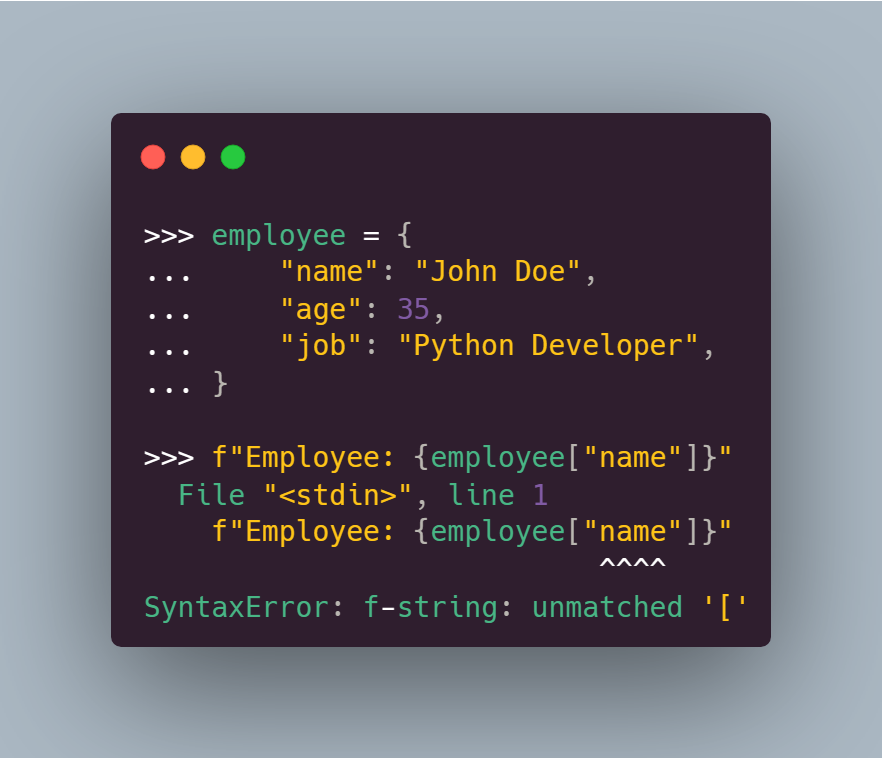 >>> employee = {
...     "name": "John Doe",
...     "age": 35,
...     "job": "Python Developer",
... }
>>> f"Employee: {employee["name"]}"
  File "<stdin>", line 1
    f"Employee: {employee["name"]}"
                           ^^^^
SyntaxError: f-string: unmatched '['